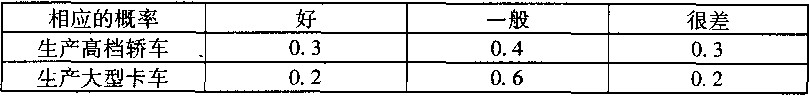 相应的概率 好 一般 很差
生产高档轿车 0.3 0.4 0.3
生产大型卡车 0.2 0.6 0.2